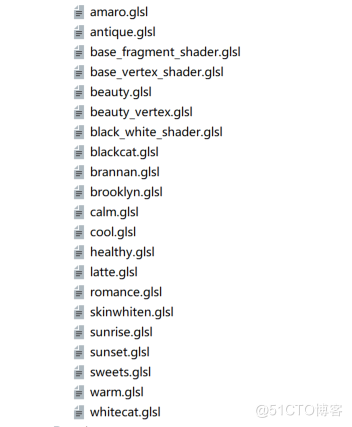 amaro.glsl
antique.glsl
base_fragment_shader.glsl
base_vertex_shader.glsl
beauty.glsl
beauty_vertex.glsl
black_white_shader.glsl
blackcat.glsl
brannan.glsl
brooklyn.glsl
calm.glsl
cool.glsl
healthy.glsl
latte.glsl
romance.glsl
skinwhiten.glsl
sunrise.glsl
sunset.glsl
sweets.glsl
warm.glsl
whitecat.glsl
@51CTO博客